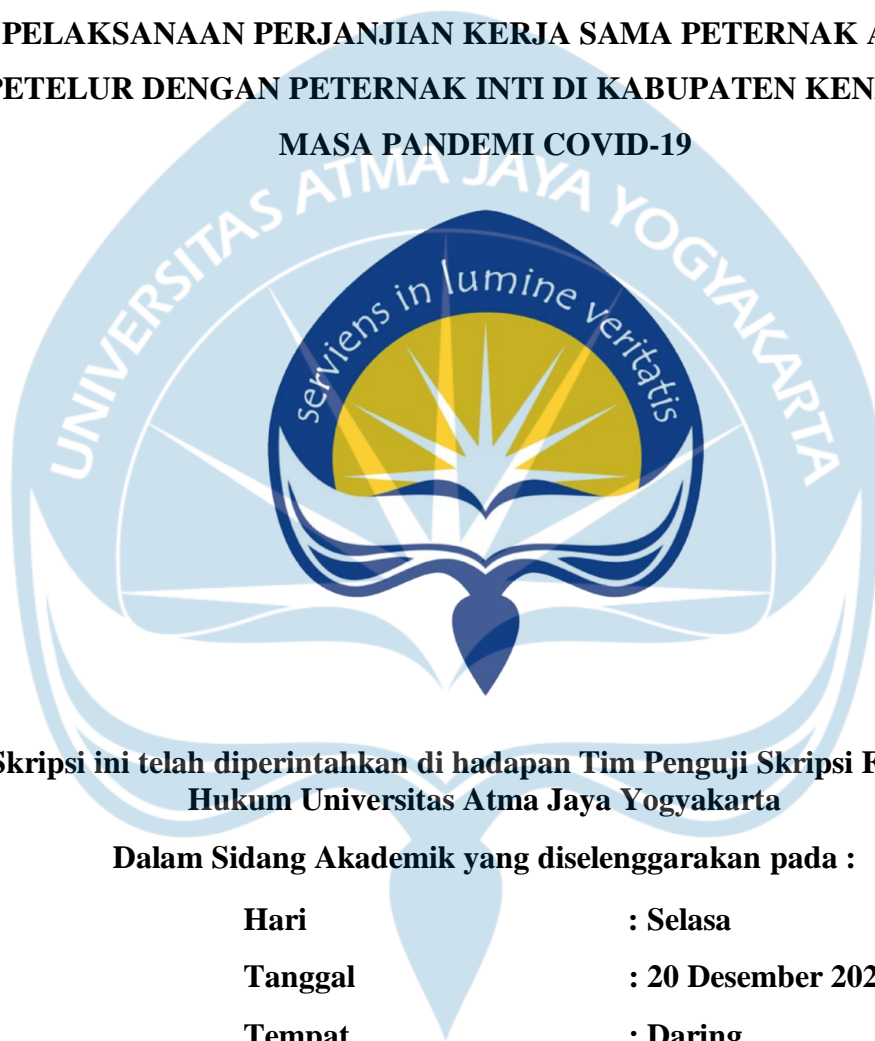 PELAKSANAAN PERJANJIAN KERJA SAMA PETERNAK A
PETELUR DENGAN PETERNAK INTI DI KABUPATEN KEN
MASA PANDEMI COVID-19
UNIVERSITAS ATMA JAYA YOGYAKARTA
serviens in lumine veritatis
Skripsi ini telah diperintahkan di hadapan Tim Penguji Skripsi F
Hukum Universitas Atma Jaya Yogyakarta
Dalam Sidang Akademik yang diselenggarakan pada :
Hari : Selasa
Tanggal : 20 Desember 202
Tempat : Daring